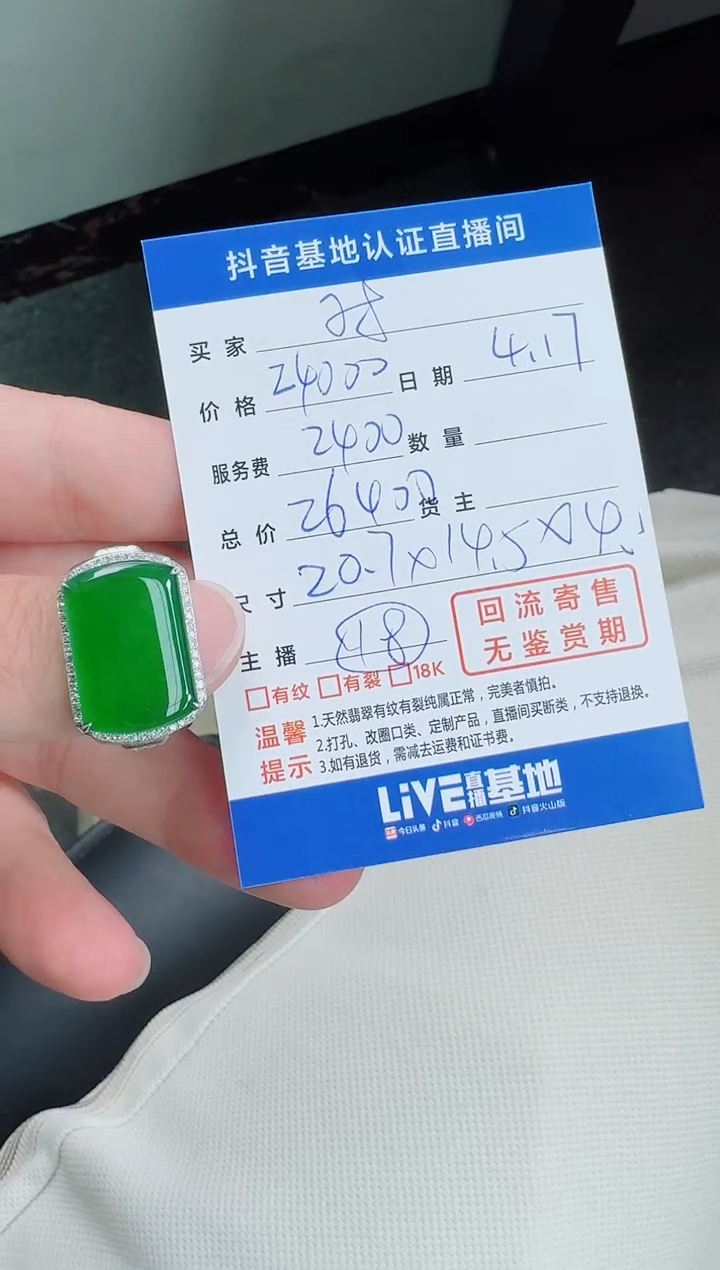 抖音基地认证直播间
买家
价格 24000 日期 4.17
服务费 2400 数量
总价 26400 货主
尺寸 20.7×14.5×4.
主播 48
回流寄售
无鉴赏期
□有纹 □有裂 □18K
温馨提示
1.天然翡翠有纹有裂纯属正常，完美者慎拍。
2.打孔、改圈口类、定制产品，直播间买断类，不支持退换。
3.如有退货，需减去运费和证书费。
LiVE直播基地
今日头条 抖音 西瓜视频 抖音火山版